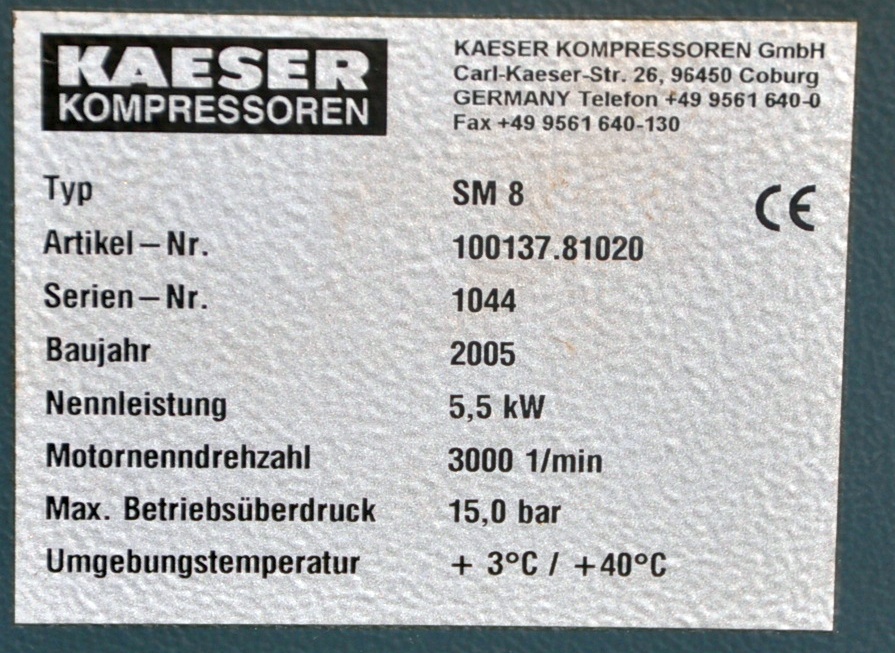 KAESER
KOMPRESSOREN
KAESER KOMPRESSOREN GmbH
Carl-Kaeser-Str. 26, 96450 Coburg
GERMANY Telefon +49 9561 640-0
Fax +49 9561 640-130
Typ SM 8
CE
Artikel–Nr. 100137.81020
Serien–Nr. 1044
Baujahr 2005
Nennleistung 5,5 kW
Motornenndrehzahl 3000 1/min
Max. Betriebsüberdruck 15,0 bar
Umgebungstemperatur + 3°C / +40°C